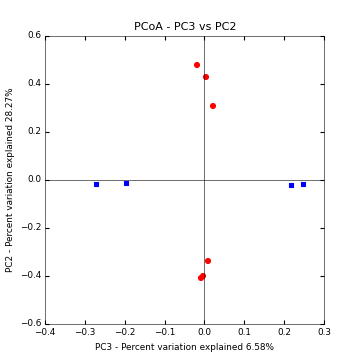 PCoA - PC3 vs PC2
0.6
0.4
0.2
0.0
−0.2
−0.4
−0.6
PC2 - Percent variation explained 28.27%
−0.4 −0.3 −0.2 −0.1 0.0 0.1 0.2 0.3
PC3 - Percent variation explained 6.58%